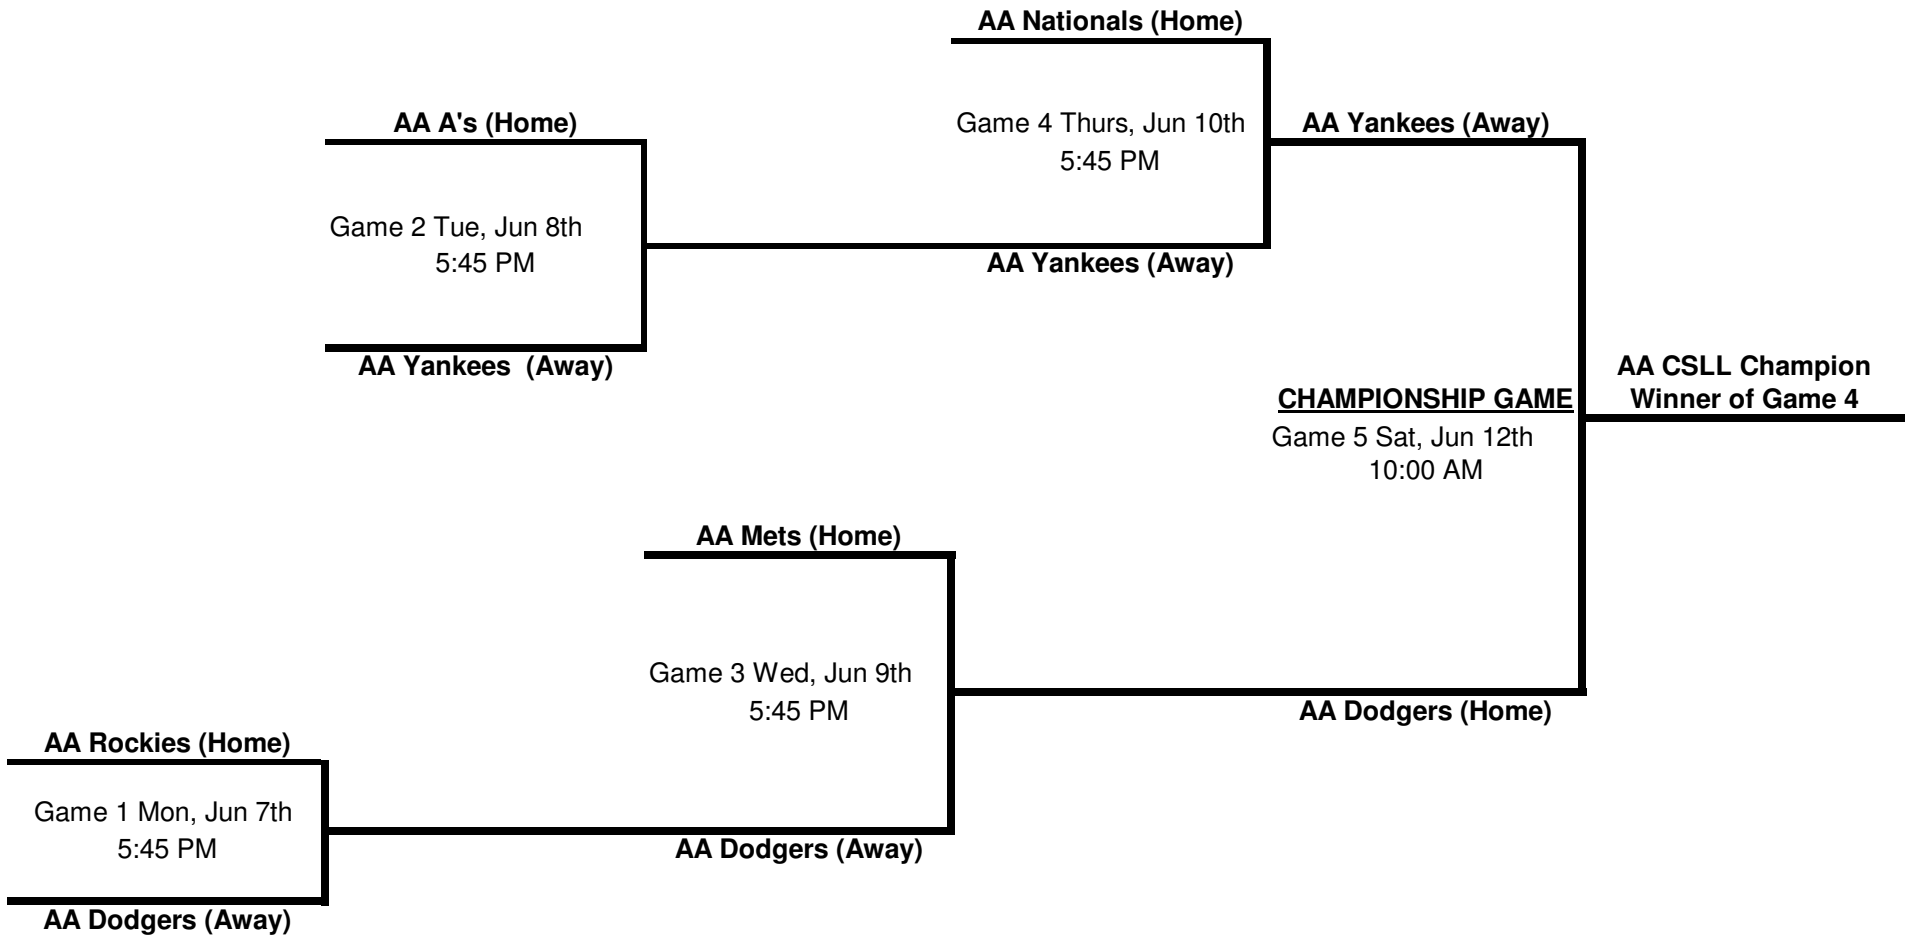 AA Nationals (Home)
AA A's (Home)
Game 4 Thurs, Jun 10th
5:45 PM
AA Yankees (Away)
Game 2 Tue, Jun 8th
5:45 PM
AA Yankees (Away)
AA Yankees  (Away)
AA CSLL Champion
Winner of Game 4
CHAMPIONSHIP GAME
Game 5 Sat, Jun 12th
10:00 AM
AA Mets (Home)
Game 3 Wed, Jun 9th
5:45 PM
AA Dodgers (Home)
AA Rockies (Home)
Game 1 Mon, Jun 7th
5:45 PM
AA Dodgers (Away)
AA Dodgers (Away)